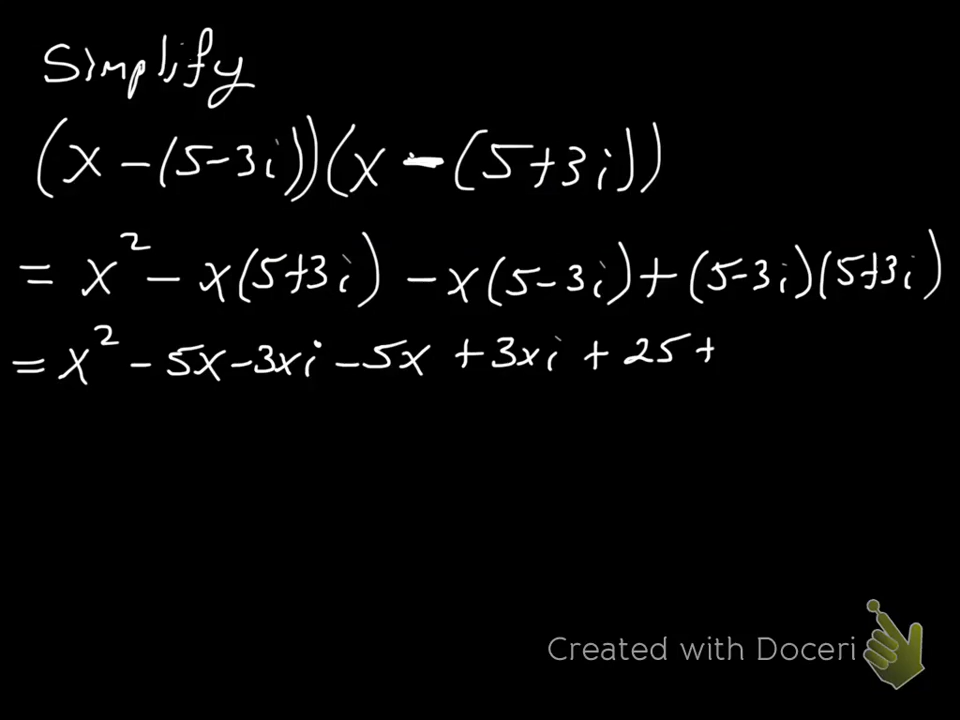 Simplify
(x - (5-3i))(x - (5+3i))
= x² - x(5+3i) - x(5-3i) + (5-3i)(5+3i)
= x² - 5x - 3xi - 5x + 3xi + 25 +
Created with Doceri